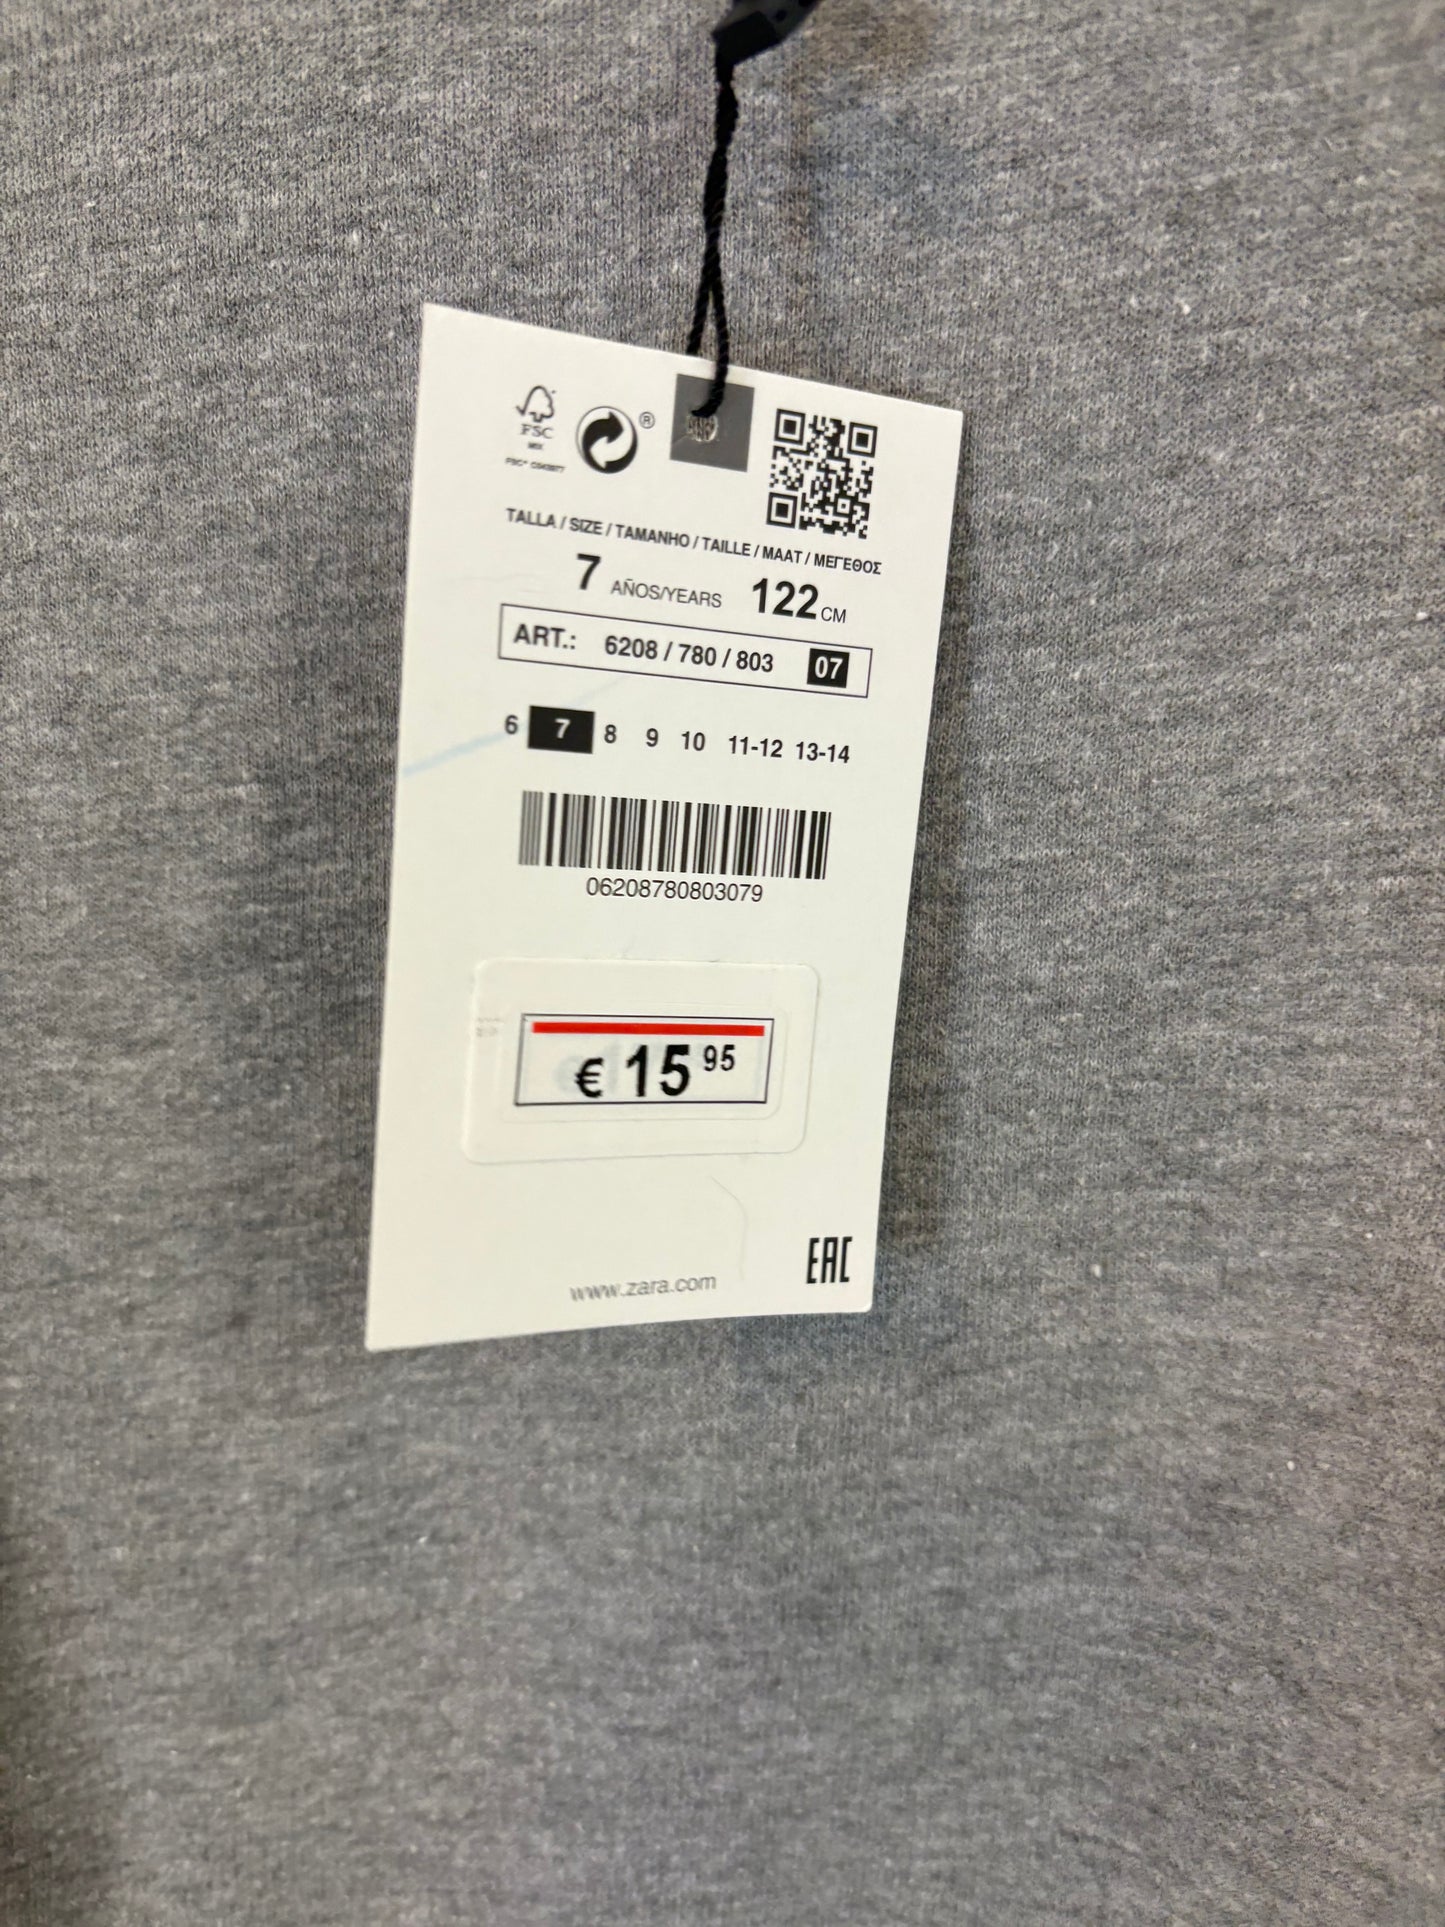 FSC
MIX
®
TALLA / SIZE / TAMANHO / TAILLE / MAAT / ΜΕΓΕΘΟΣ
7 AÑOS/YEARS 122 CM
ART.: 6208 / 780 / 803 07
6 7 8 9 10 11-12 13-14
06208780803079
€ 15 95
EAC
www.zara.com